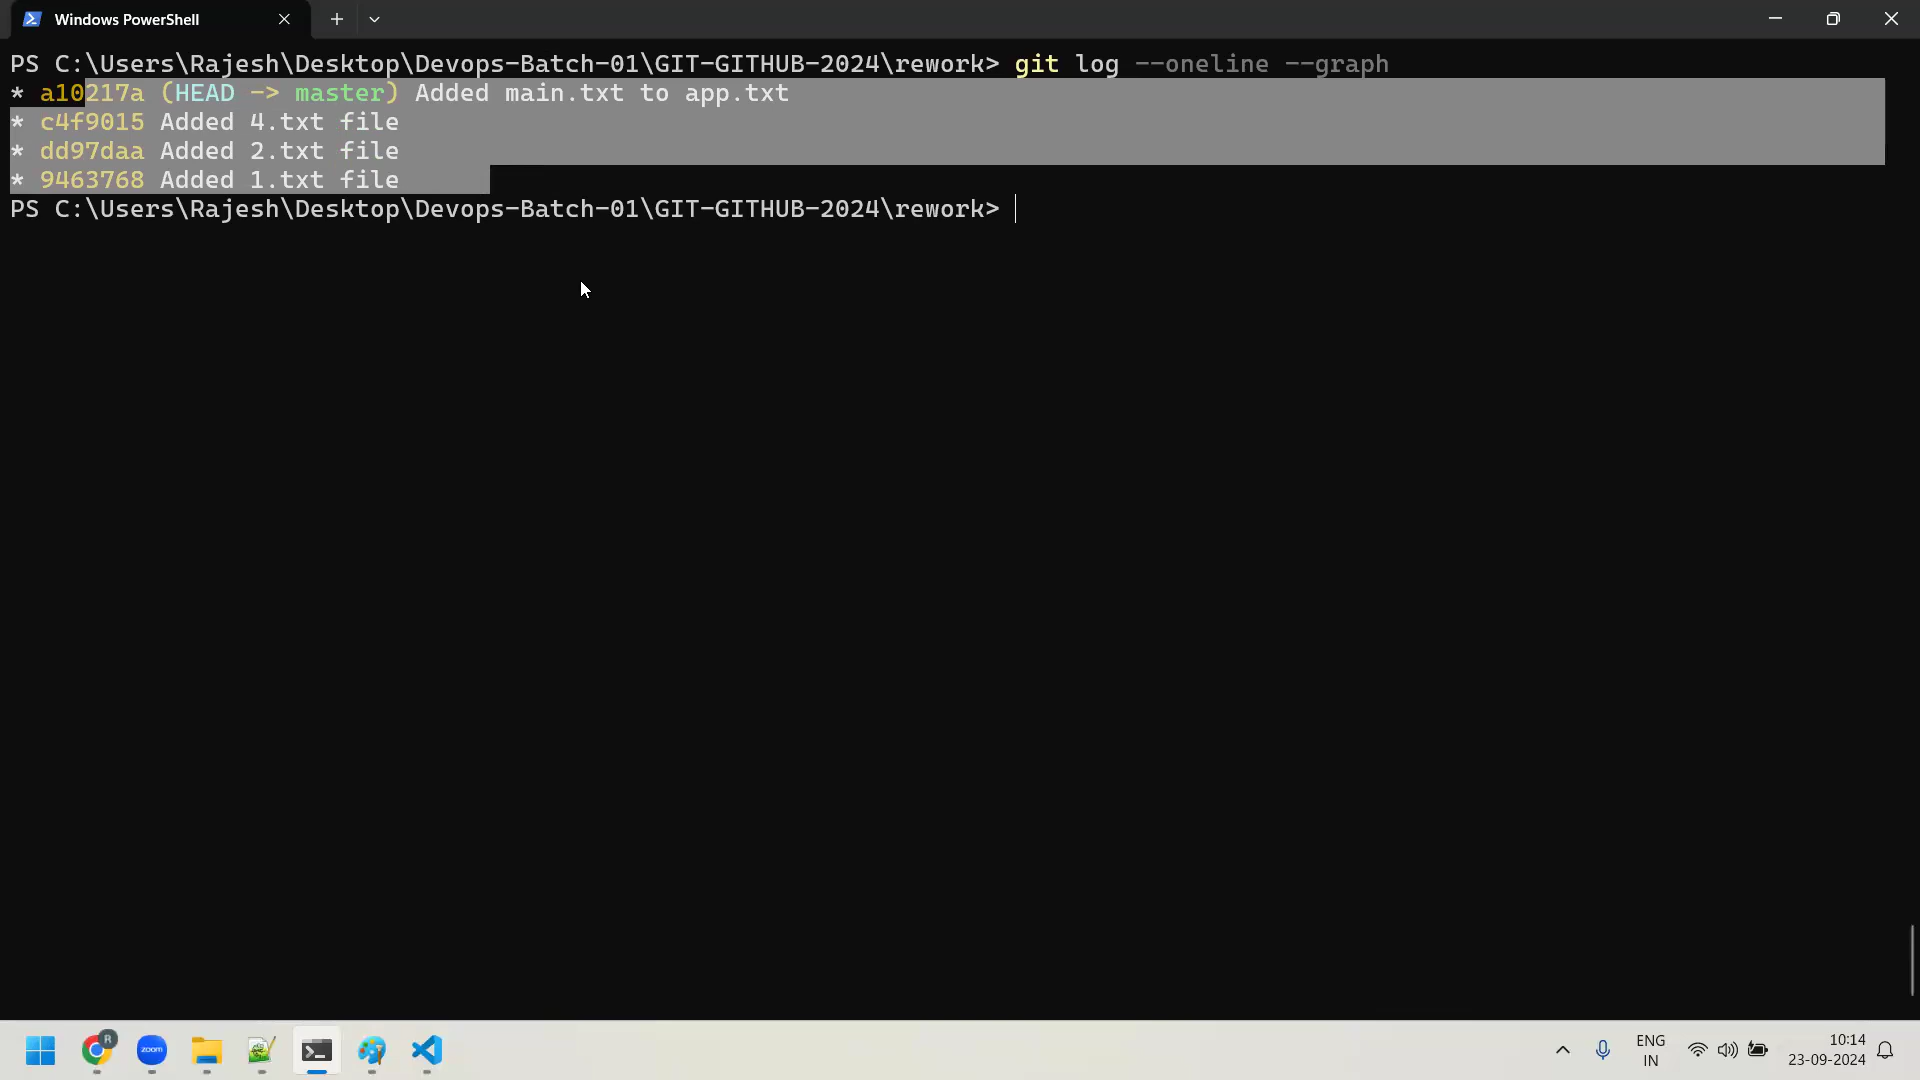 Windows PowerShell
PS C:\Users\Rajesh\Desktop\Devops-Batch-01\GIT-GITHUB-2024\rework> git log --oneline --graph
* a10217a (HEAD -> master) Added main.txt to app.txt
* c4f9015 Added 4.txt file
* dd97daa Added 2.txt file
* 9463768 Added 1.txt file
PS C:\Users\Rajesh\Desktop\Devops-Batch-01\GIT-GITHUB-2024\rework>
R
zoom
ENG
IN
10:14
23-09-2024